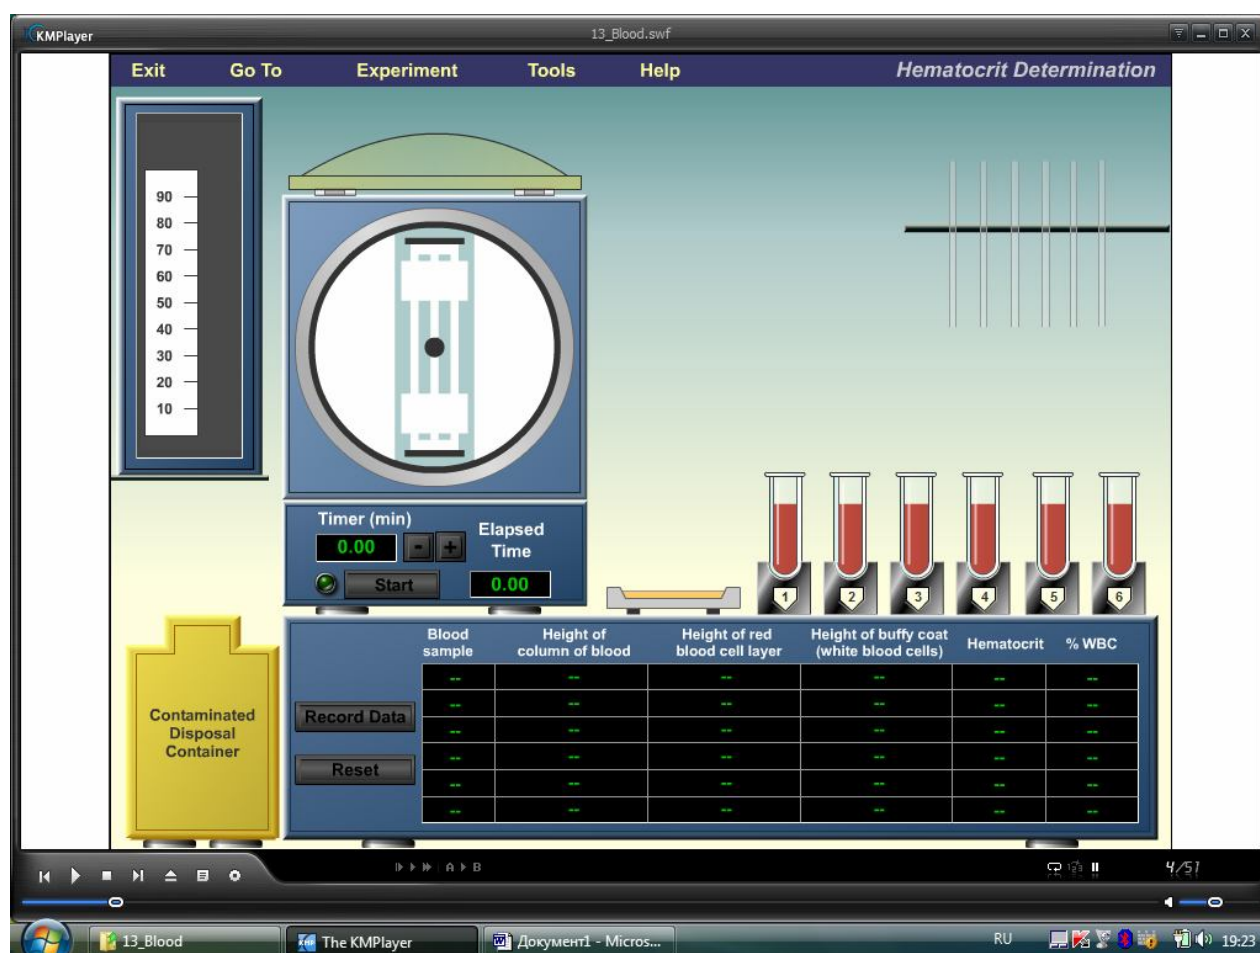 KMPlayer
13_Blood.swf
Exit Go To Experiment Tools Help Hematocrit Determination
90
80
70
60
50
40
30
20
10
Timer (min)
0.00 - +
Elapsed
Time
Start 0.00
1 2 3 4 5 6
Contaminated
Disposal
Container
Record Data
Reset
Blood
sample
Height of
column of blood
Height of red
blood cell layer
Height of buffy coat
(white blood cells)
Hematocrit
% WBC
-- -- -- -- -- --
-- -- -- -- -- --
-- -- -- -- -- --
-- -- -- -- -- --
-- -- -- -- -- --
-- -- -- -- -- --
A B
4/51
13_Blood
The KMPlayer
Документ1 - Micros...
RU
19:23